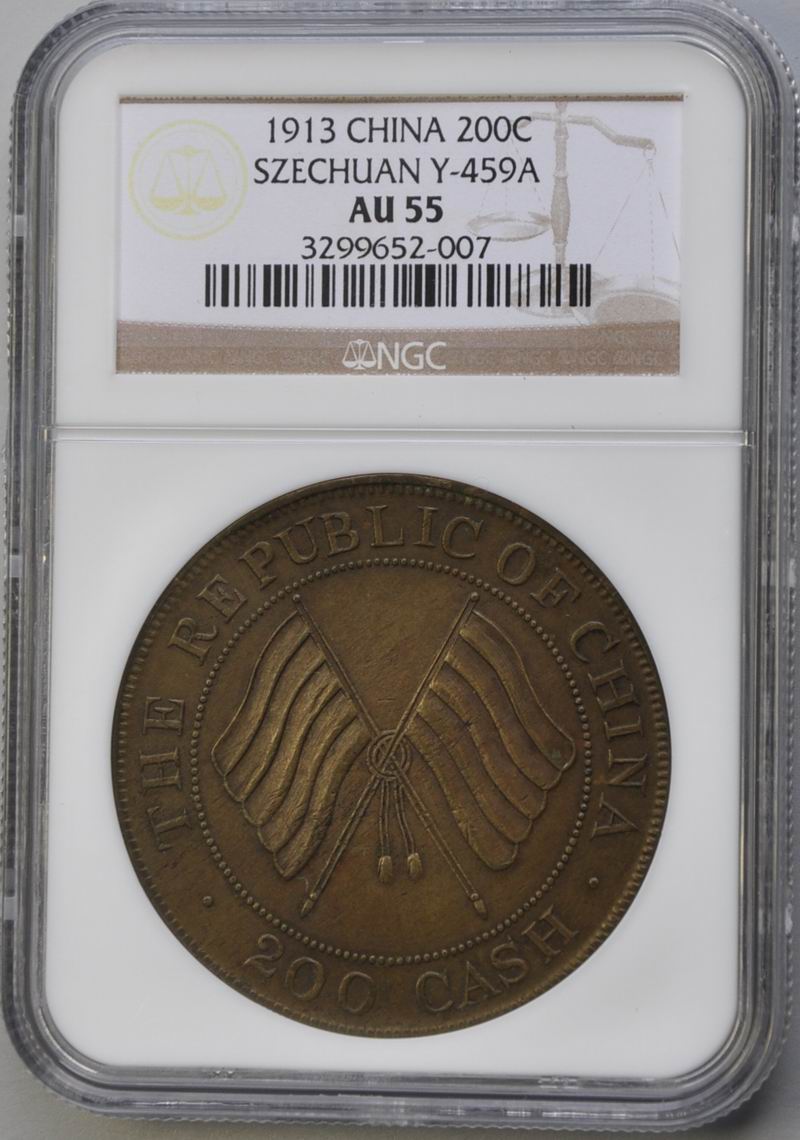 1913 CHINA 200C
SZECHUAN Y-459A
AU 55
3299652-007
NGC
THE REPUBLIC OF CHINA
200 CASH